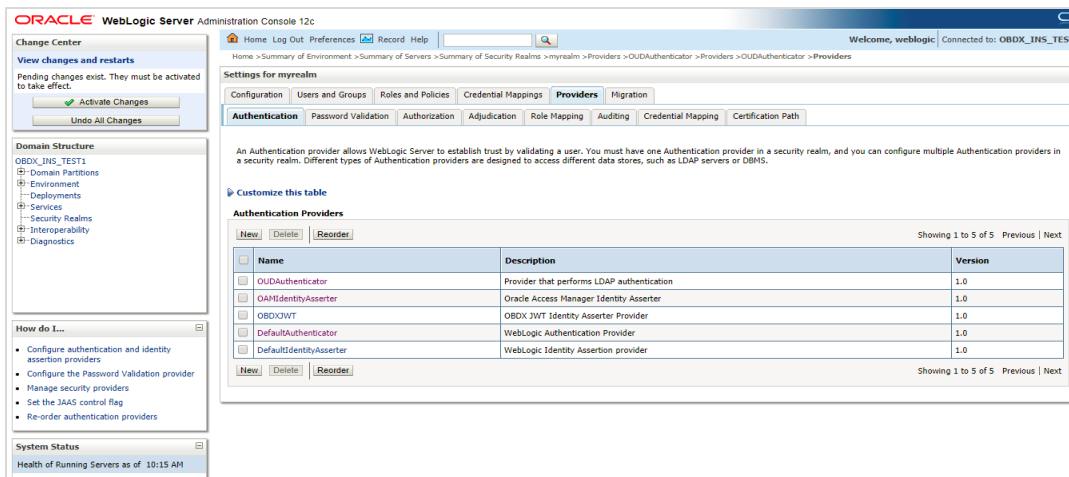 ORACLE WebLogic Server Administration Console 12c
Change Center
View changes and restarts
Pending changes exist. They must be activated
to take effect.
Activate Changes
Undo All Changes
Domain Structure
OBDX_INS_TEST1
Domain Partitions
Environment
Deployments
Services
Security Realms
Interoperability
Diagnostics
How do I...
Configure authentication and identity
assertion providers
Configure the Password Validation provider
Manage security providers
Set the JAAS control flag
Re-order authentication providers
System Status
Health of Running Servers as of 10:15 AM
Home Log Out Preferences Record Help
Welcome, weblogic Connected to: OBDX_INS_TES
Home >Summary of Environment >Summary of Servers >Summary of Security Realms >myrealm >Providers >OUDAuthenticator >Providers >OUDAuthenticator >Providers
Settings for myrealm
Configuration Users and Groups Roles and Policies Credential Mappings Providers Migration
Authentication Password Validation Authorization Adjudication Role Mapping Auditing Credential Mapping Certification Path
An Authentication provider allows WebLogic Server to establish trust by validating a user. You must have one Authentication provider in a security realm, and you can configure multiple Authentication providers in
a security realm. Different types of Authentication providers are designed to access different data stores, such as LDAP servers or DBMS.
Customize this table
Authentication Providers
New Delete Reorder Showing 1 to 5 of 5 Previous | Next
Name Description Version
OUDAuthenticator Provider that performs LDAP authentication 1.0
OAMIdentityAsserter Oracle Access Manager Identity Asserter 1.0
OBDXJWT OBDX JWT Identity Asserter Provider 1.0
DefaultAuthenticator WebLogic Authentication Provider 1.0
DefaultIdentityAsserter WebLogic Identity Assertion provider 1.0
New Delete Reorder Showing 1 to 5 of 5 Previous | Next